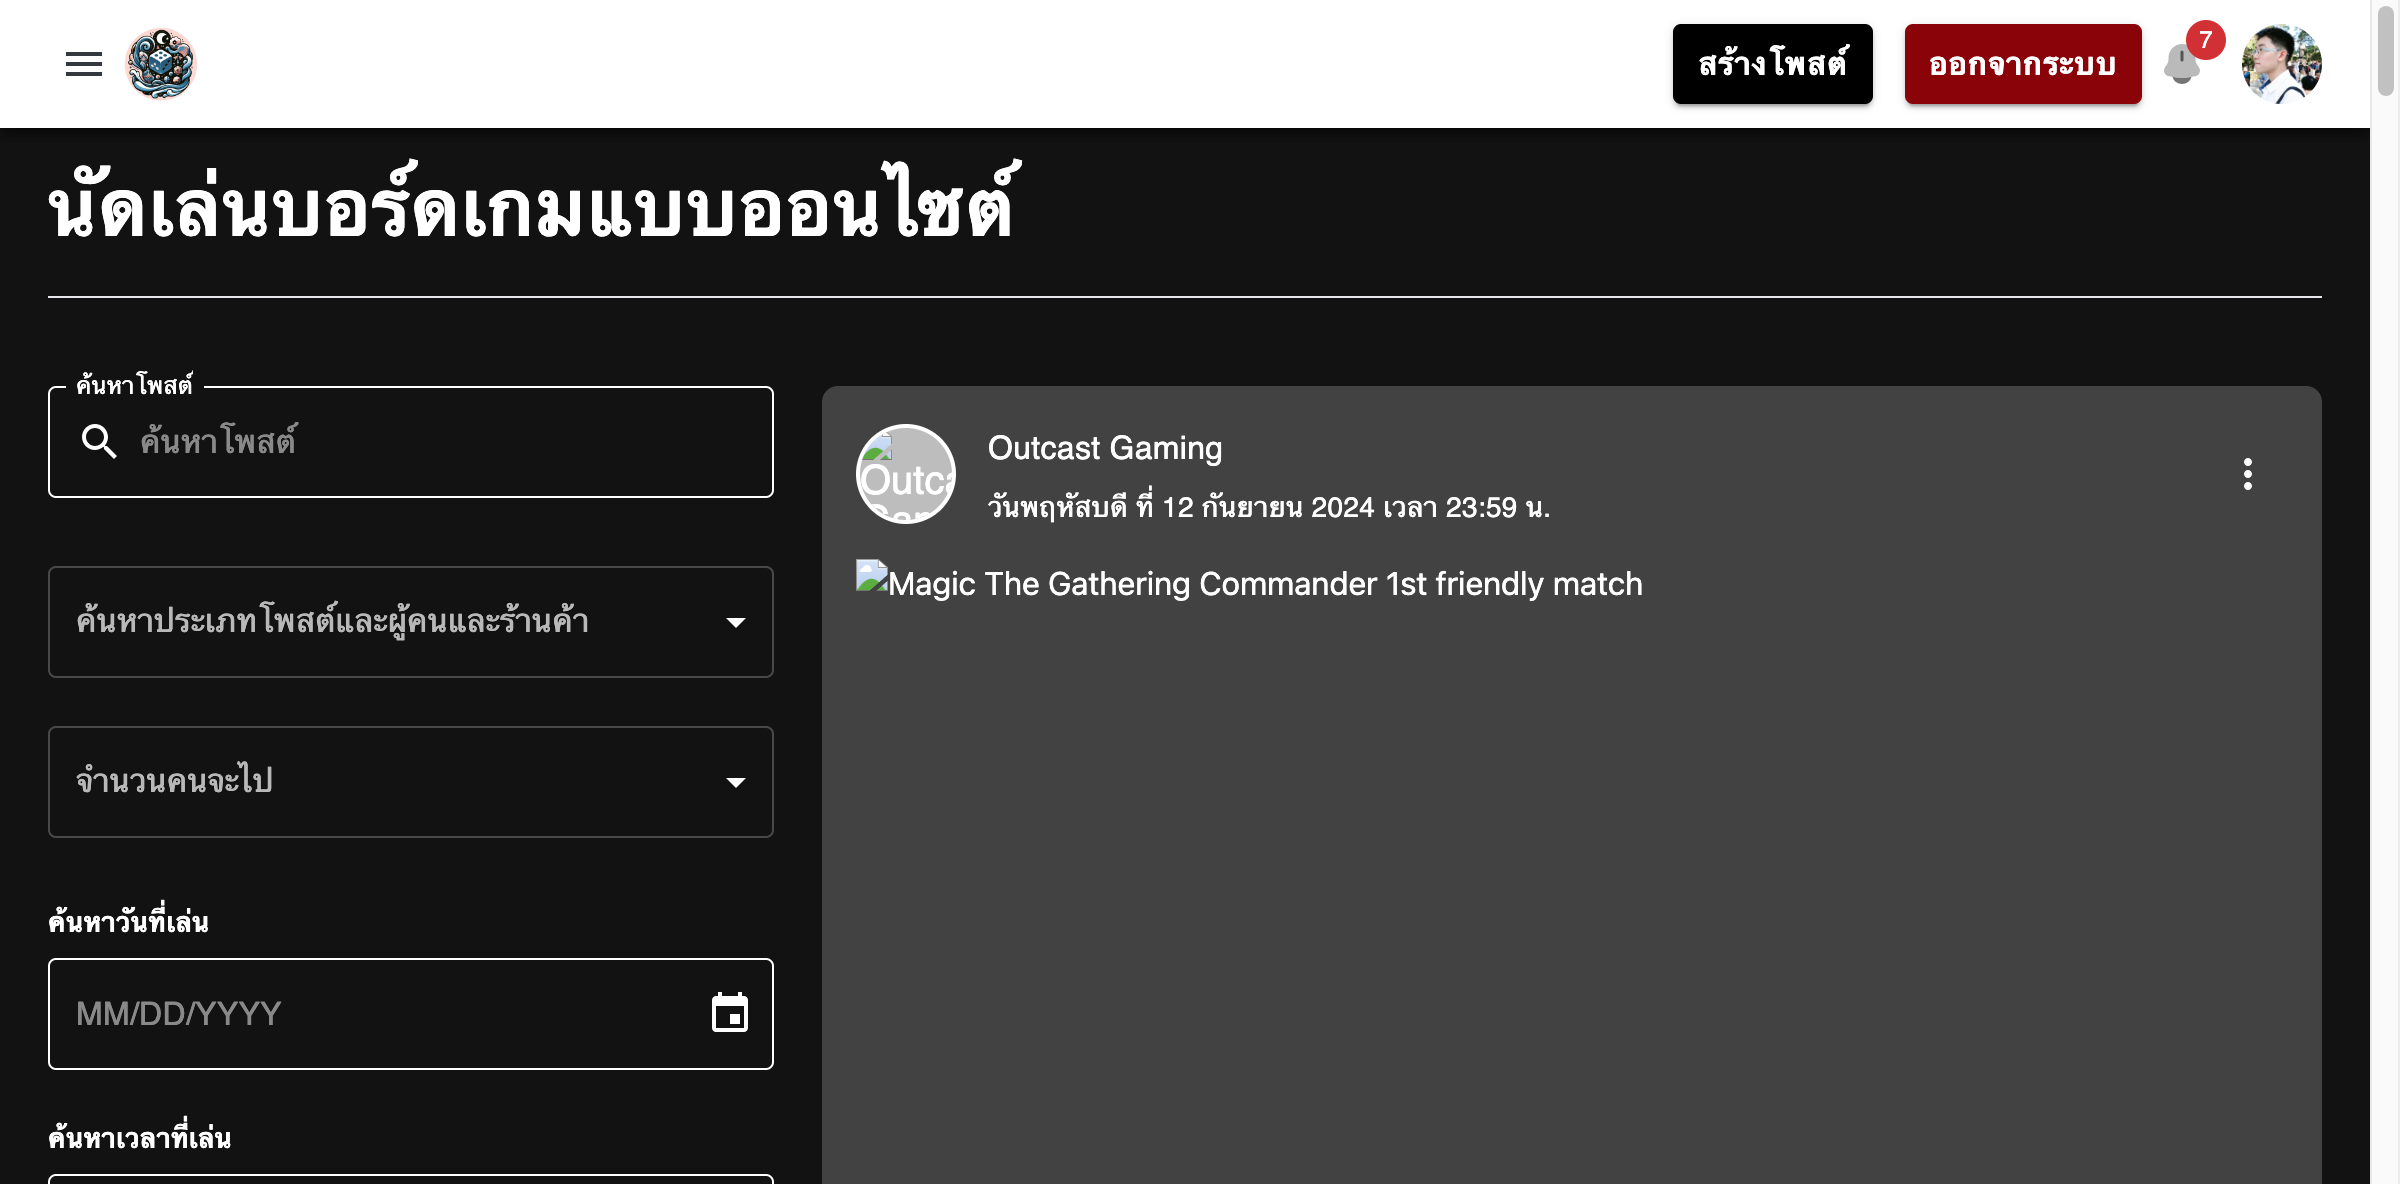 สร้างโพสต์
ออกจากระบบ
7
นัดเล่นบอร์ดเกมแบบออนไซต์
ค้นหาโพสต์
ค้นหาโพสต์
ค้นหาประเภทโพสต์และผู้คนและร้านค้า
จำนวนคนจะไป
ค้นหาวันที่เล่น
MM/DD/YYYY
ค้นหาเวลาที่เล่น
Outcast Gaming
วันพฤหัสบดี ที่ 12 กันยายน 2024 เวลา 23:59 น.
Magic The Gathering Commander 1st friendly match